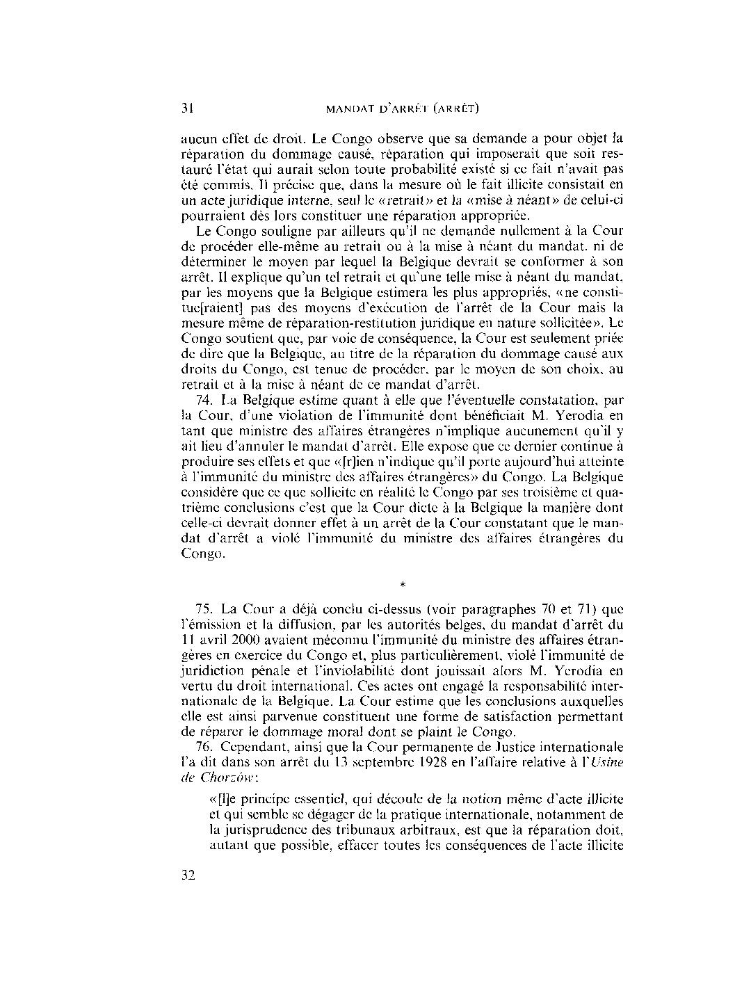 31 MANDAT D'ARRÊT (ARRÊT)
aucun effet de droit. Le Congo observe que sa demande a pour objet la
réparation du dommage causé, réparation qui imposerait que soit res-
tauré l'état qui aurait selon toute probabilité existé si ce fait n'avait pas
été commis. Il précise que, dans la mesure où le fait illicite consistait en
un acte juridique interne, seul le «retrait» et la «mise à néant» de celui-ci
pourraient dès lors constituer une réparation appropriée.
Le Congo souligne par ailleurs qu'il ne demande nullement à la Cour
de procéder elle-même au retrait ou à la mise à néant du mandat, ni de
déterminer le moyen par lequel la Belgique devrait se conformer à son
arrêt. Il explique qu'un tel retrait et qu'une telle mise à néant du mandat,
par les moyens que la Belgique estimera les plus appropriés, «ne consti-
tue[raient] pas des moyens d'exécution de l'arrêt de la Cour mais la
mesure même de réparation-restitution juridique en nature sollicitée». Le
Congo soutient que, par voie de conséquence, la Cour est seulement priée
de dire que la Belgique, au titre de la réparation du dommage causé aux
droits du Congo, est tenue de procéder, par le moyen de son choix, au
retrait et à la mise à néant de ce mandat d'arrêt.
74. La Belgique estime quant à elle que l'éventuelle constatation, par
la Cour, d'une violation de l'immunité dont bénéficiait M. Yerodia en
tant que ministre des affaires étrangères n'implique aucunement qu'il y
ait lieu d'annuler le mandat d'arrêt. Elle expose que ce dernier continue à
produire ses effets et que «[r]ien n'indique qu'il porte aujourd'hui atteinte
à l'immunité du ministre des affaires étrangères» du Congo. La Belgique
considère que ce que sollicite en réalité le Congo par ses troisième et qua-
trième conclusions c'est que la Cour dicte à la Belgique la manière dont
celle-ci devrait donner effet à un arrêt de la Cour constatant que le man-
dat d'arrêt a violé l'immunité du ministre des affaires étrangères du
Congo.
*
75. La Cour a déjà conclu ci-dessus (voir paragraphes 70 et 71) que
l'émission et la diffusion, par les autorités belges, du mandat d'arrêt du
11 avril 2000 avaient méconnu l'immunité du ministre des affaires étran-
gères en exercice du Congo et, plus particulièrement, violé l'immunité de
juridiction pénale et l'inviolabilité dont jouissait alors M. Yerodia en
vertu du droit international. Ces actes ont engagé la responsabilité inter-
nationale de la Belgique. La Cour estime que les conclusions auxquelles
elle est ainsi parvenue constituent une forme de satisfaction permettant
de réparer le dommage moral dont se plaint le Congo.
76. Cependant, ainsi que la Cour permanente de Justice internationale
l'a dit dans son arrêt du 13 septembre 1928 en l'affaire relative à l'Usine
de Chorzów:
«[l]e principe essentiel, qui découle de la notion même d'acte illicite
et qui semble se dégager de la pratique internationale, notamment de
la jurisprudence des tribunaux arbitraux, est que la réparation doit,
autant que possible, effacer toutes les conséquences de l'acte illicite
32